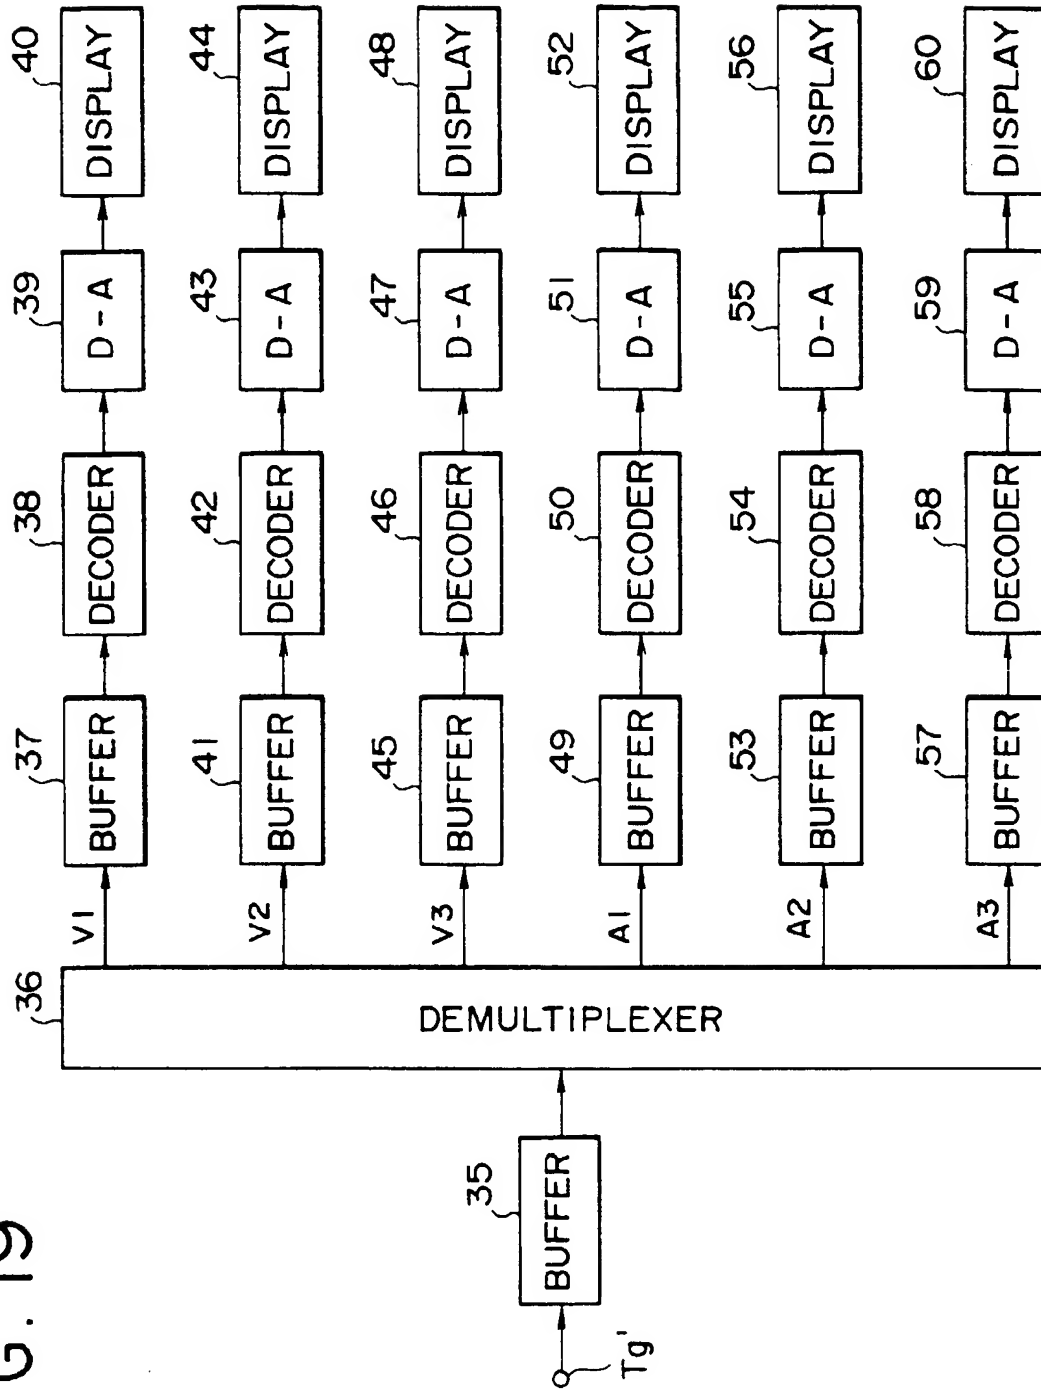 G. 19
Tg'
35
BUFFER
36
DEMULTIPLEXER
V1
37
BUFFER
38
DECODER
39
D-A
40
DISPLAY
V2
41
BUFFER
42
DECODER
43
D-A
44
DISPLAY
V3
45
BUFFER
46
DECODER
47
D-A
48
DISPLAY
A1
49
BUFFER
50
DECODER
51
D-A
52
DISPLAY
A2
53
BUFFER
54
DECODER
55
D-A
56
DISPLAY
A3
57
BUFFER
58
DECODER
59
D-A
60
DISPLAY